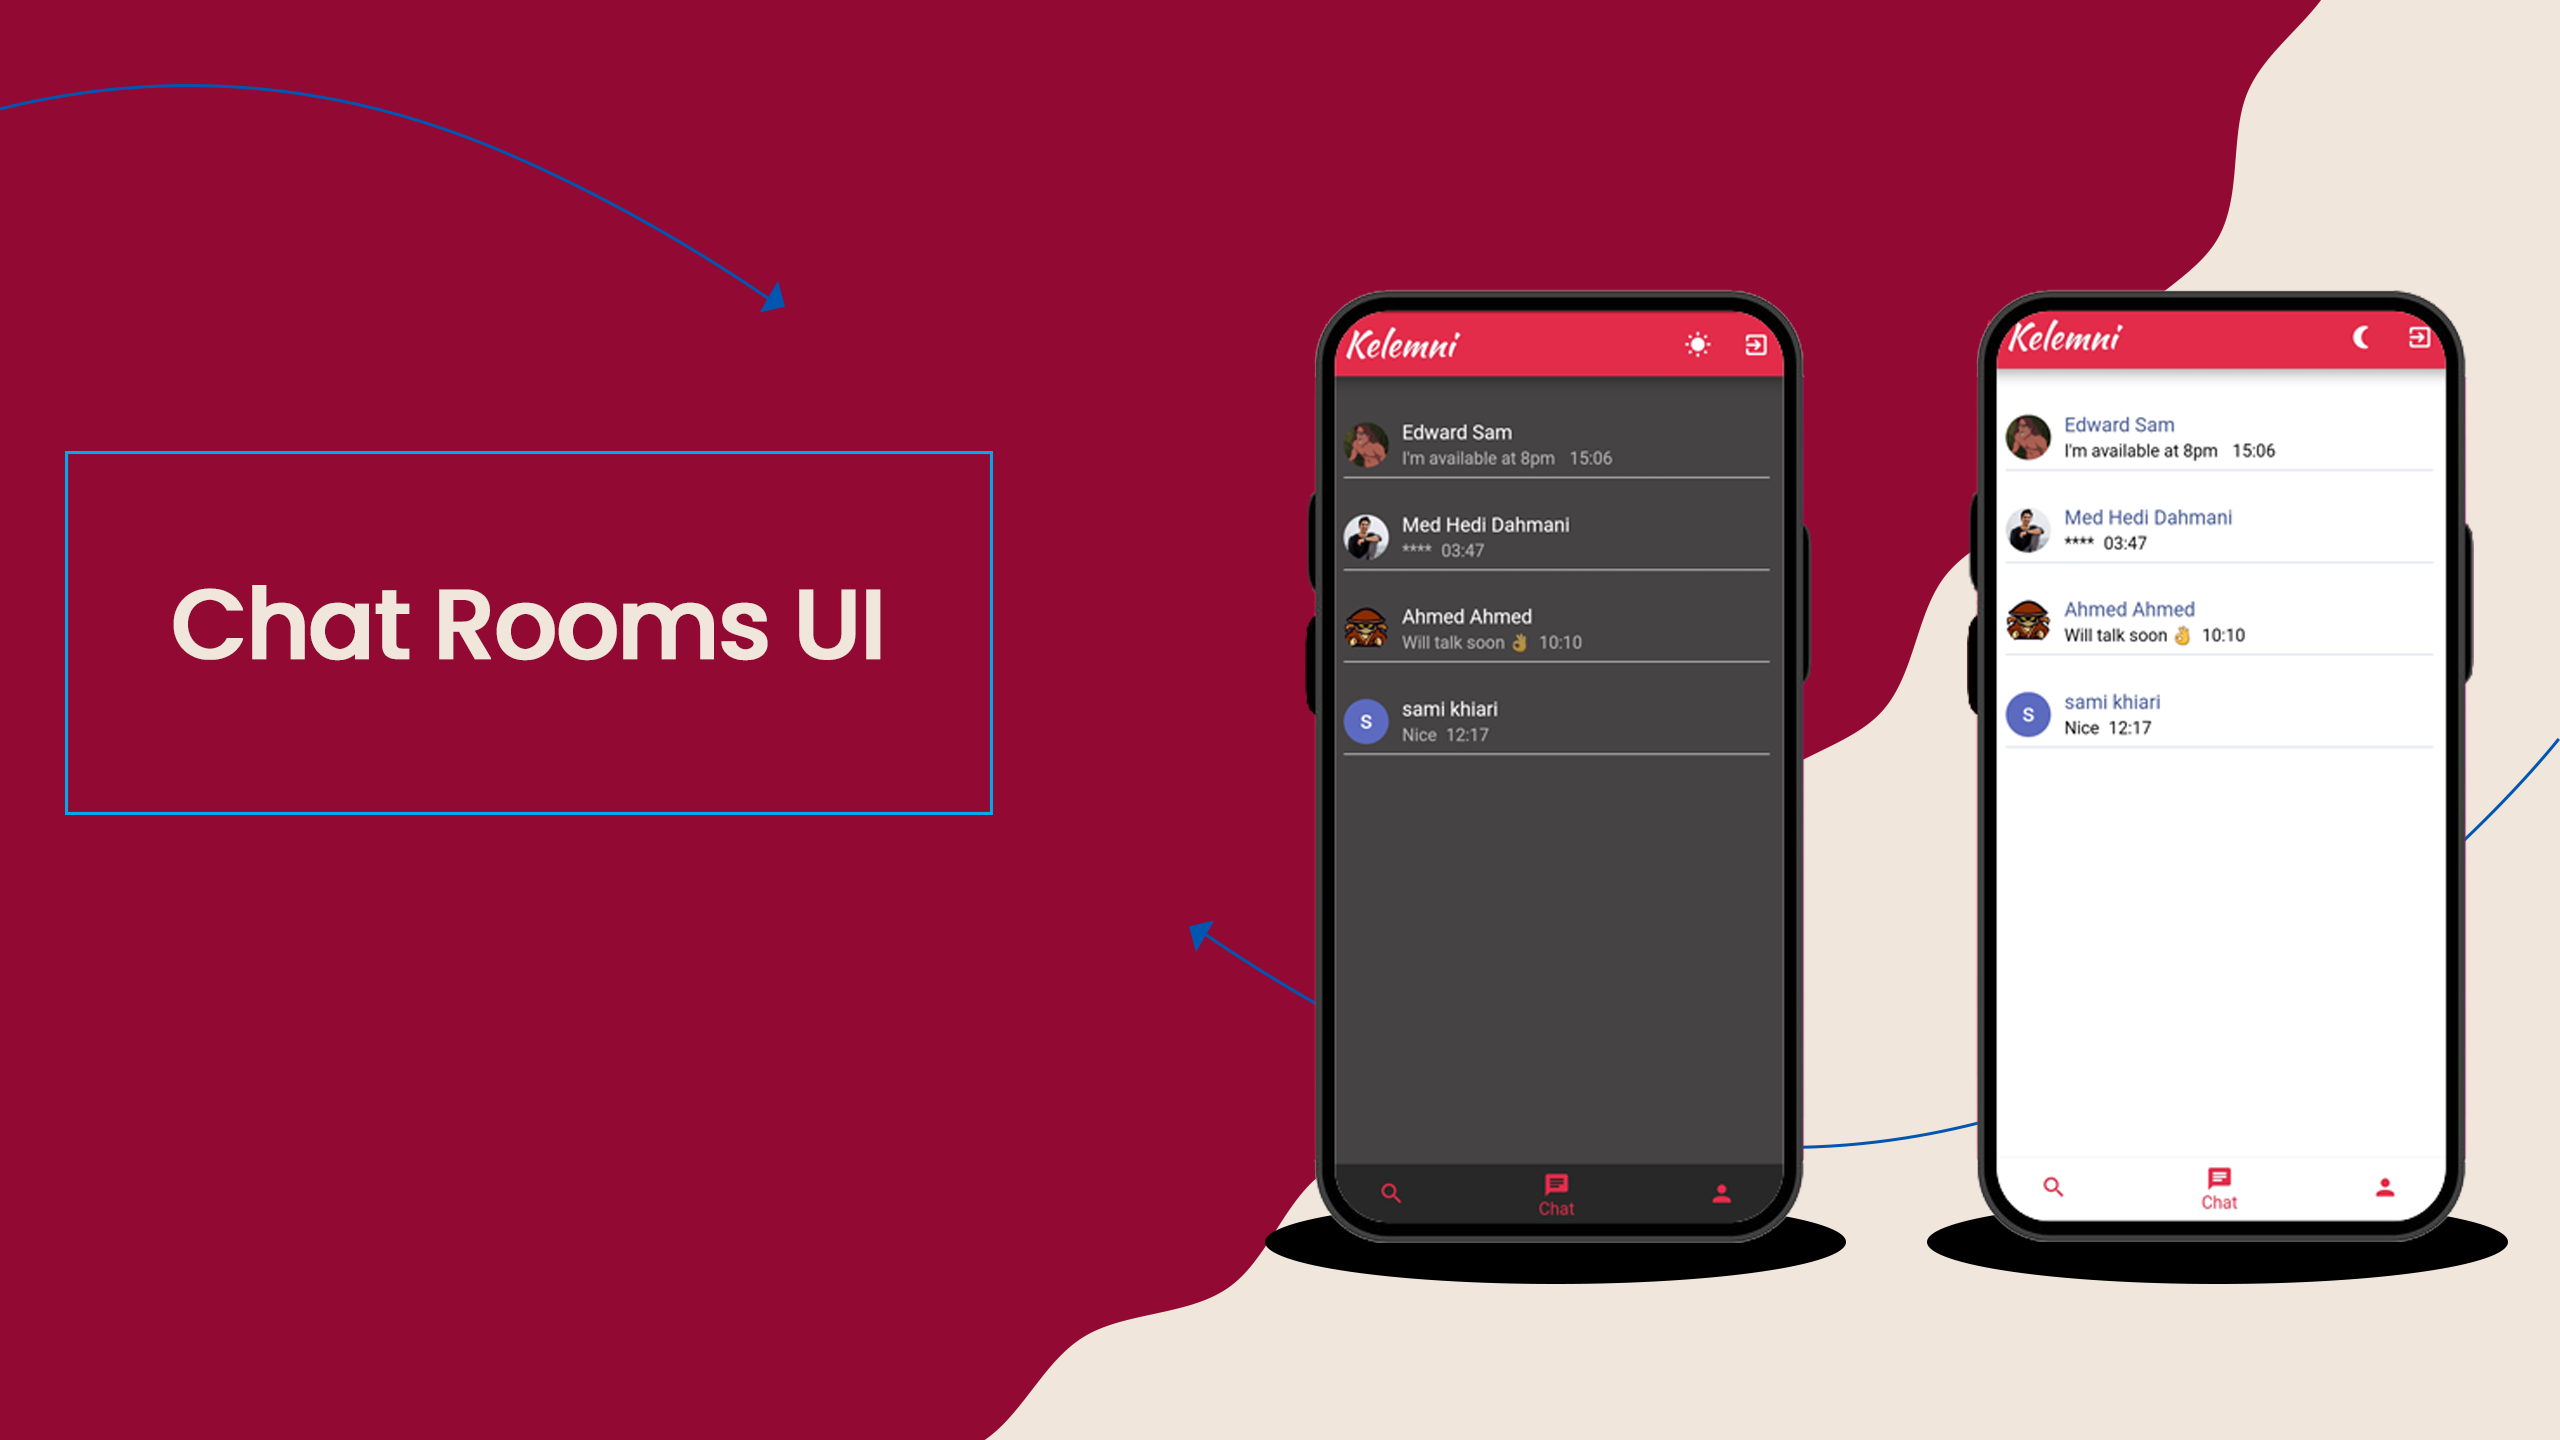 Chat Rooms UI
Kelemni
Edward Sam
I'm available at 8pm 15:06
Med Hedi Dahmani
**** 03:47
Ahmed Ahmed
Will talk soon 👌 10:10
S
sami khiari
Nice 12:17
Chat
Kelemni
Edward Sam
I'm available at 8pm 15:06
Med Hedi Dahmani
**** 03:47
Ahmed Ahmed
Will talk soon 👌 10:10
S
sami khiari
Nice 12:17
Chat